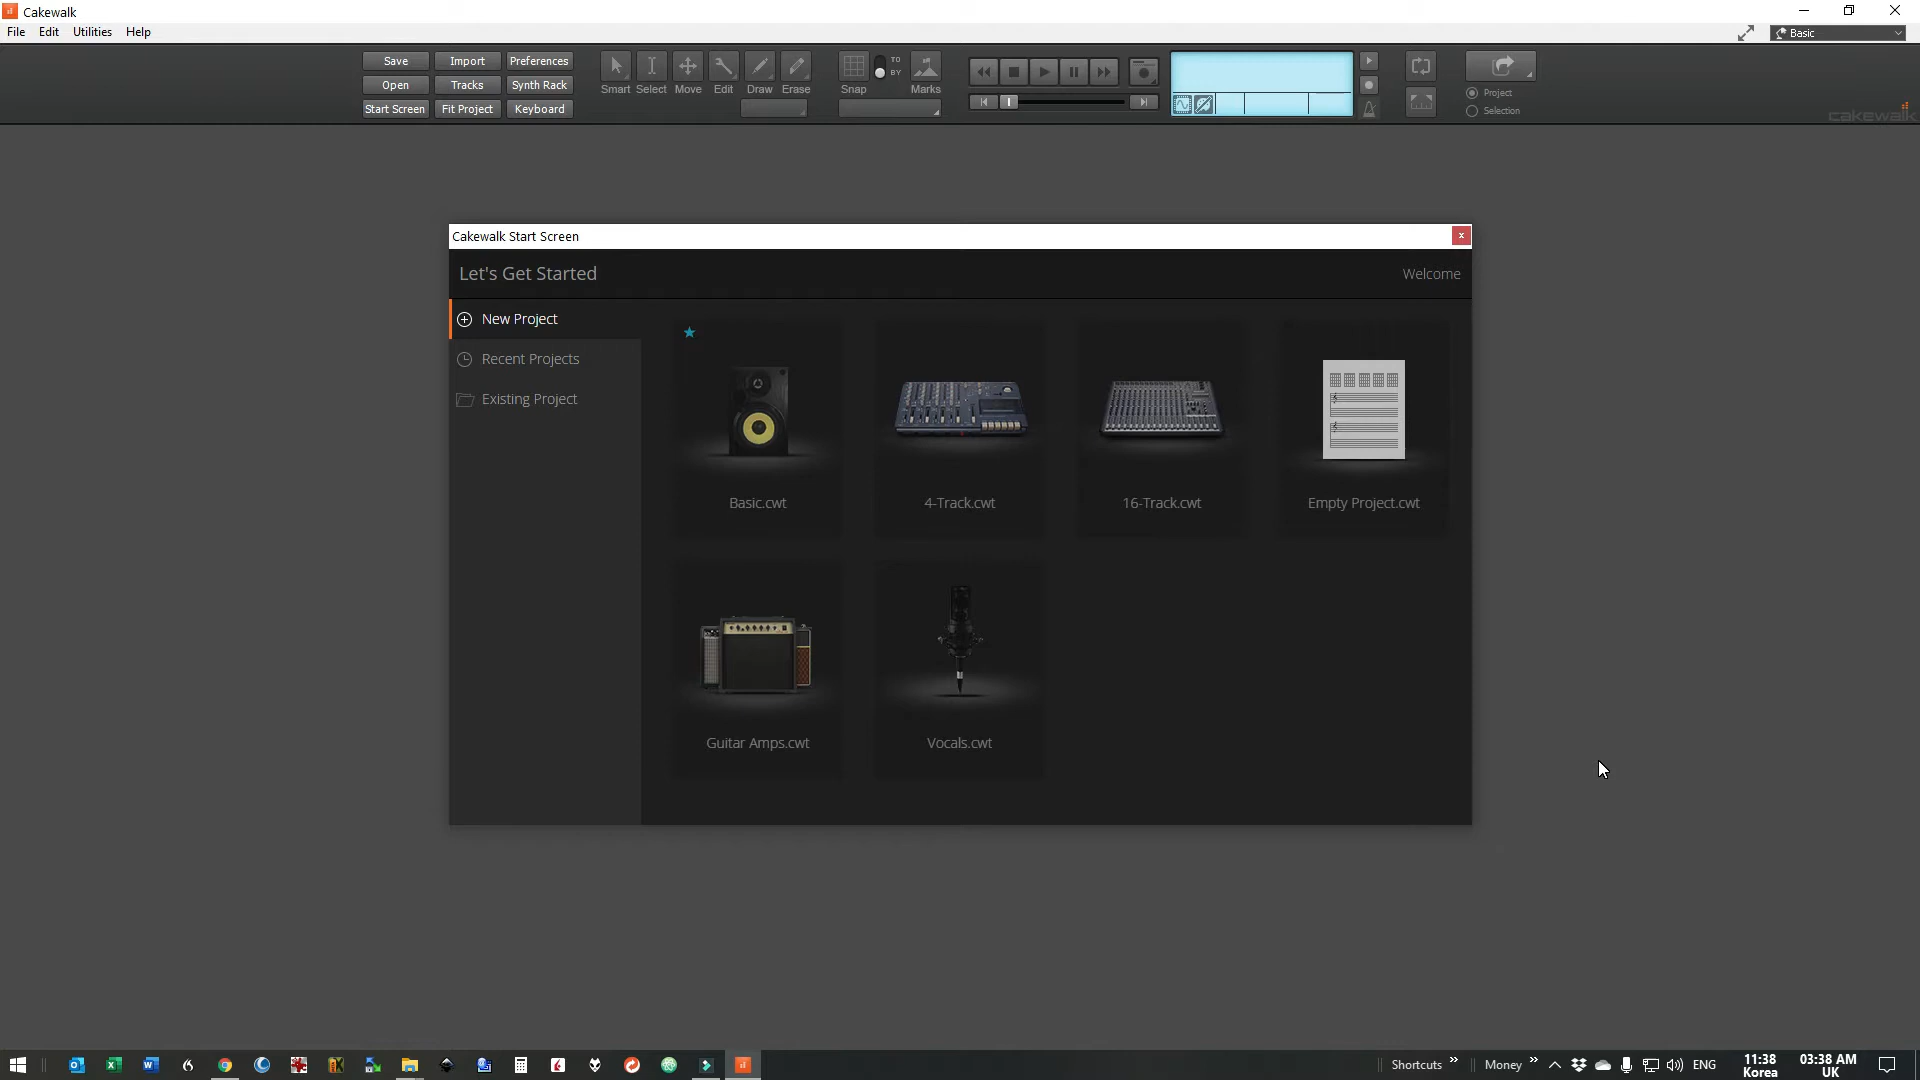 Cakewalk
File Edit Utilities Help
Basic
Save Import Preferences
Open Tracks Synth Rack
Start Screen Fit Project Keyboard
Smart Select Move Edit Draw Erase
Snap TO BY Marks
Project
Selection
cakewalk
Cakewalk Start Screen
Let's Get Started
Welcome
New Project
Recent Projects
Existing Project
Basic.cwt
4-Track.cwt
16-Track.cwt
Empty Project.cwt
Guitar Amps.cwt
Vocals.cwt
Shortcuts
Money
ENG
11:38
Korea
03:38 AM
UK